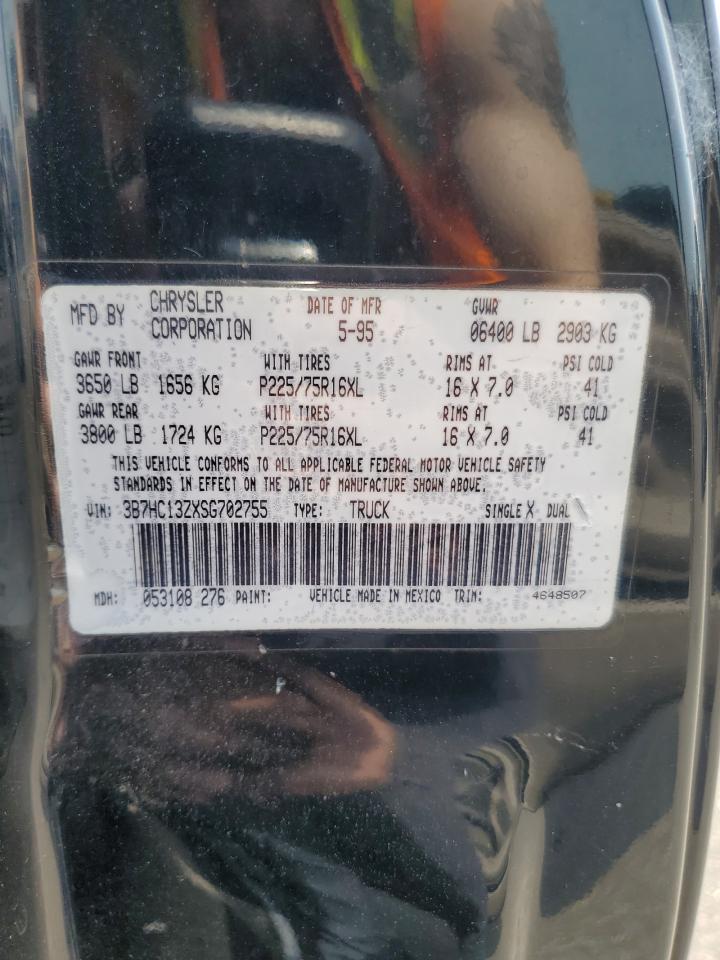 MFD BY CHRYSLER CORPORATION DATE OF MFR 5-95 GVWR 06400 LB 2903 KG
GAWR FRONT WITH TIRES RIMS AT PSI COLD
3650 LB 1656 KG P225/75R16XL 16 X 7.0 41
GAWR REAR WITH TIRES RIMS AT PSI COLD
3800 LB 1724 KG P225/75R16XL 16 X 7.0 41
THIS VEHICLE CONFORMS TO ALL APPLICABLE FEDERAL MOTOR VEHICLE SAFETY
STANDARDS IN EFFECT ON THE DATE OF MANUFACTURE SHOWN ABOVE.
VIN: 3B7HC13ZXSG702755 TYPE: TRUCK SINGLE X DUAL
MDH: 053108 276 PAINT: VEHICLE MADE IN MEXICO TRIM: 4648507